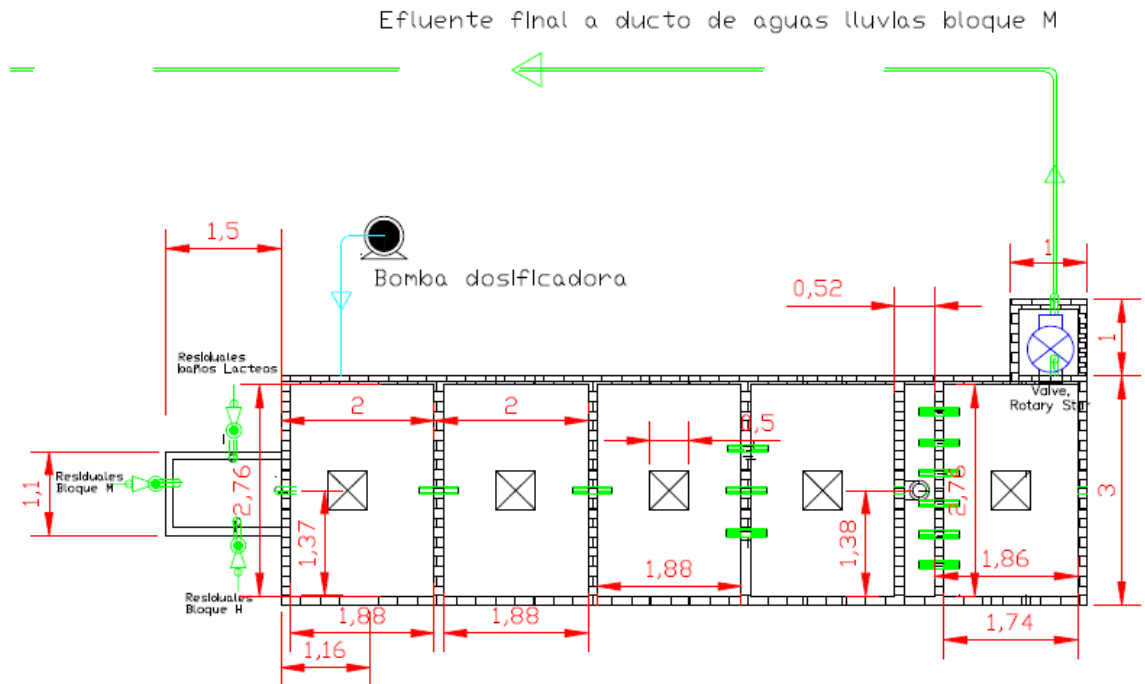 Efluente final a ducto de aguas lluvias bloque M
1,5
Bomba dosificadora
0,52
1
1
Residuales
baños Lacteos
Valve,
Rotary Star
2
2
0,5
Residuales
Bloque M
1,1
2,76
2,76
3
1,37
1,38
1,88
1,86
Residuales
Bloque H
1,88
1,88
1,74
1,16